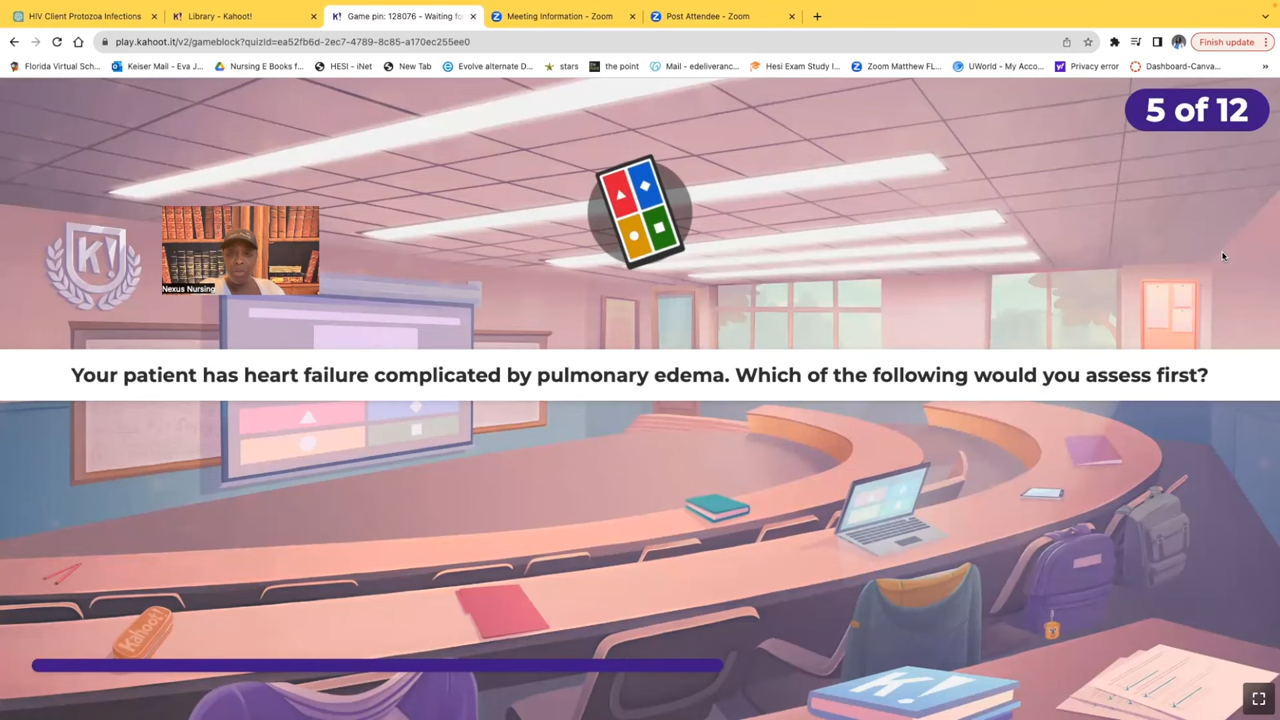 HIV Client Protozoa Infections
Library - Kahoot!
Game pin: 128076 - Waiting fo
Meeting Information - Zoom
Post Attendee - Zoom
play.kahoot.it/v2/gameblock?quizId=ea52fb6d-2ec7-4789-8c85-a170ec255ee0
Finish update
Florida Virtual Sch...
Keiser Mail - Eva J...
Nursing E Books f...
HESI - iNet
New Tab
Evolve alternate D...
stars
the point
Mail - edeliveranc...
Hesi Exam Study I...
Zoom Matthew FL...
UWorld - My Acco...
Privacy error
Dashboard-Canva...
»
5 of 12
K!
Nexus Nursing
Your patient has heart failure complicated by pulmonary edema. Which of the following would you assess first?
Kahoot!
K!